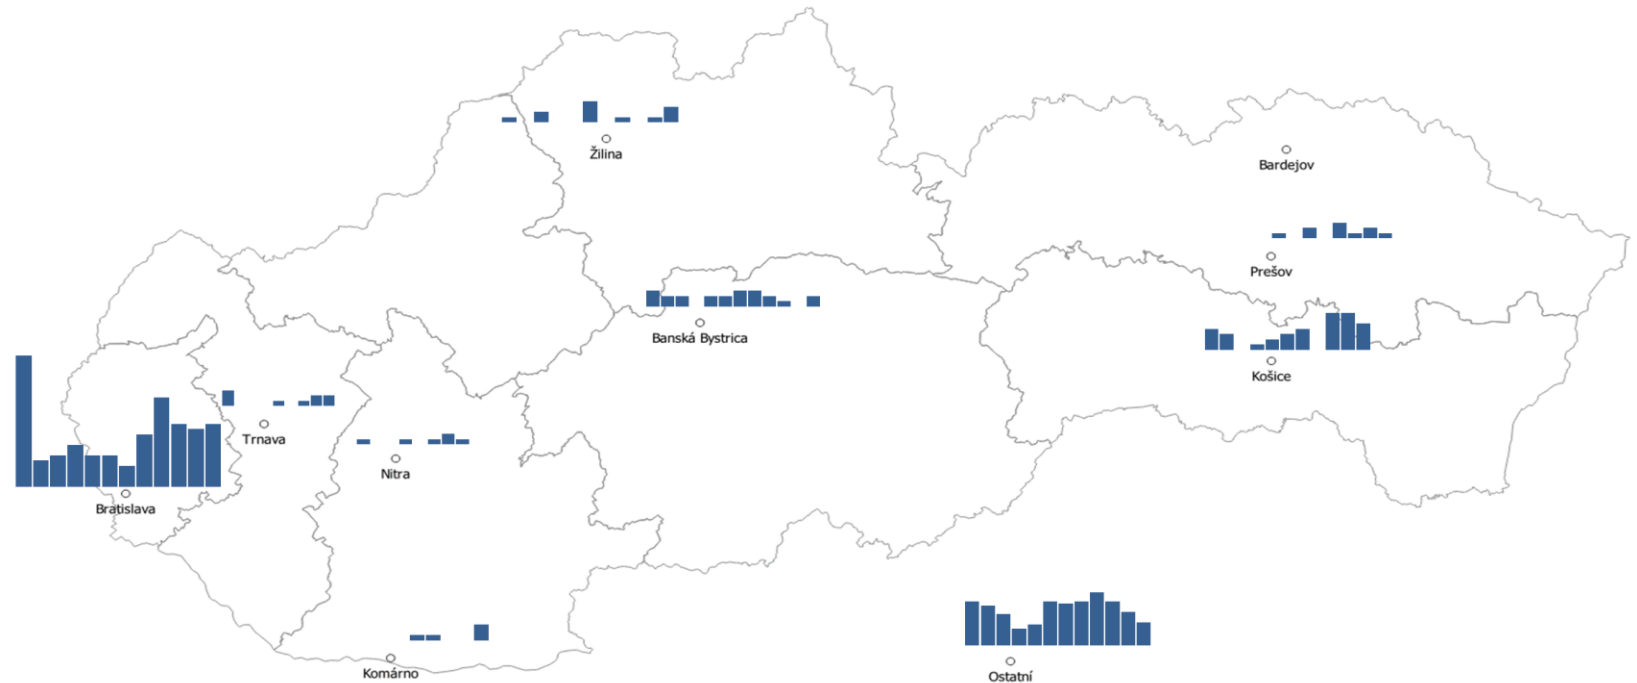 Žilina
Bardejov
Prešov
Banská Bystrica
Košice
Trnava
Nitra
Bratislava
Komárno
Ostatní